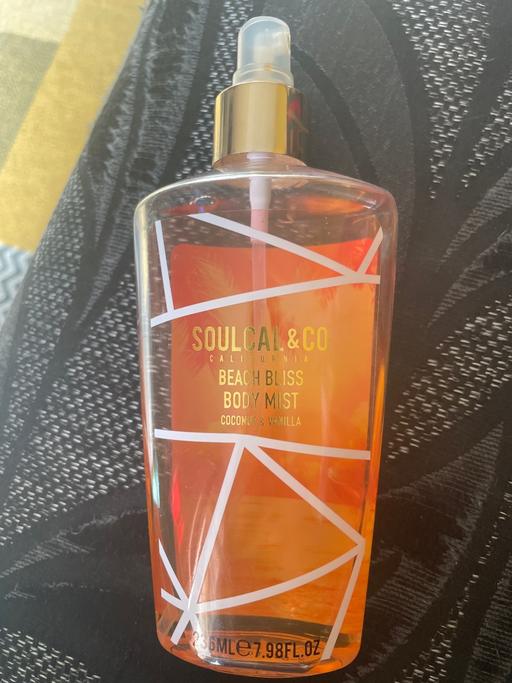 SOULCAL&CO
CALIFORNIA
BEACH BLISS
BODY MIST
COCONUT & VANILLA
236ML℮7.98FL.OZ